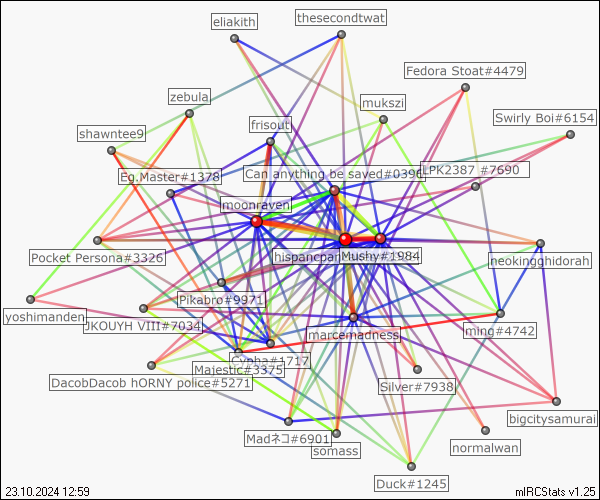 thesecondtwat
eliakith
Fedora Stoat#4479
zebula
mukszi
Swirly Boi#6154
frisout
shawntee9
Can anything be saved#0396
LPK2387 #7690
Eg.Master#1378
moonraven
Pocket Persona#3326
hispanopan
Mushy#1984
neokingghidorah
Pikabro#9971
yoshimanden
JKOUYH VIII#7034
marcemadness
ming#4742
Cypha#1717
Majestic#3375
DacobDacob hORNY police#5271
Silver#7938
bigcitysamurai
Madネコ#6901
somass
normalwan
Duck#1245
23.10.2024 12:59
mIRCStats v1.25